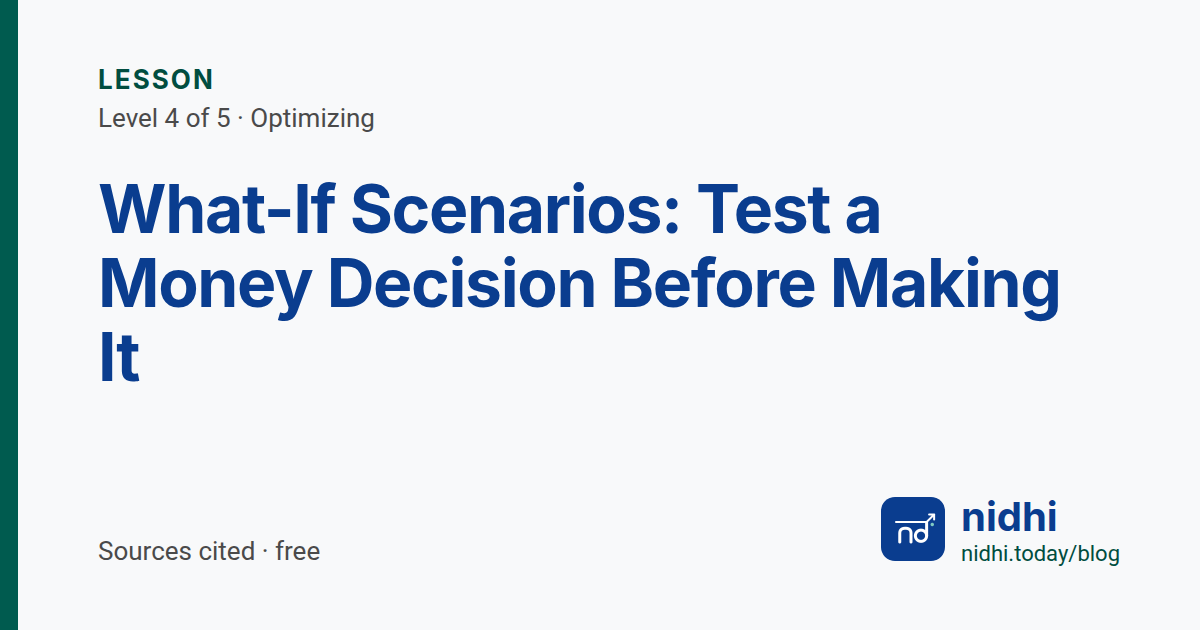 LESSON
Level 4 of 5 · Optimizing
What-If Scenarios: Test a
Money Decision Before Making
It
Sources cited · free
nd
nidhi
nidhi.today/blog